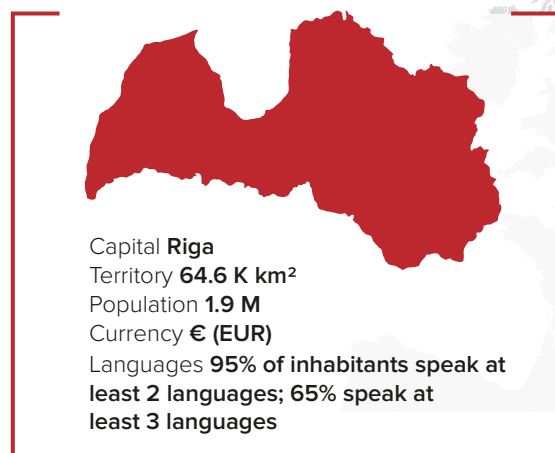 Capital Riga
Territory 64.6 K km²
Population 1.9 M
Currency € (EUR)
Languages 95% of inhabitants speak at
least 2 languages; 65% speak at
least 3 languages